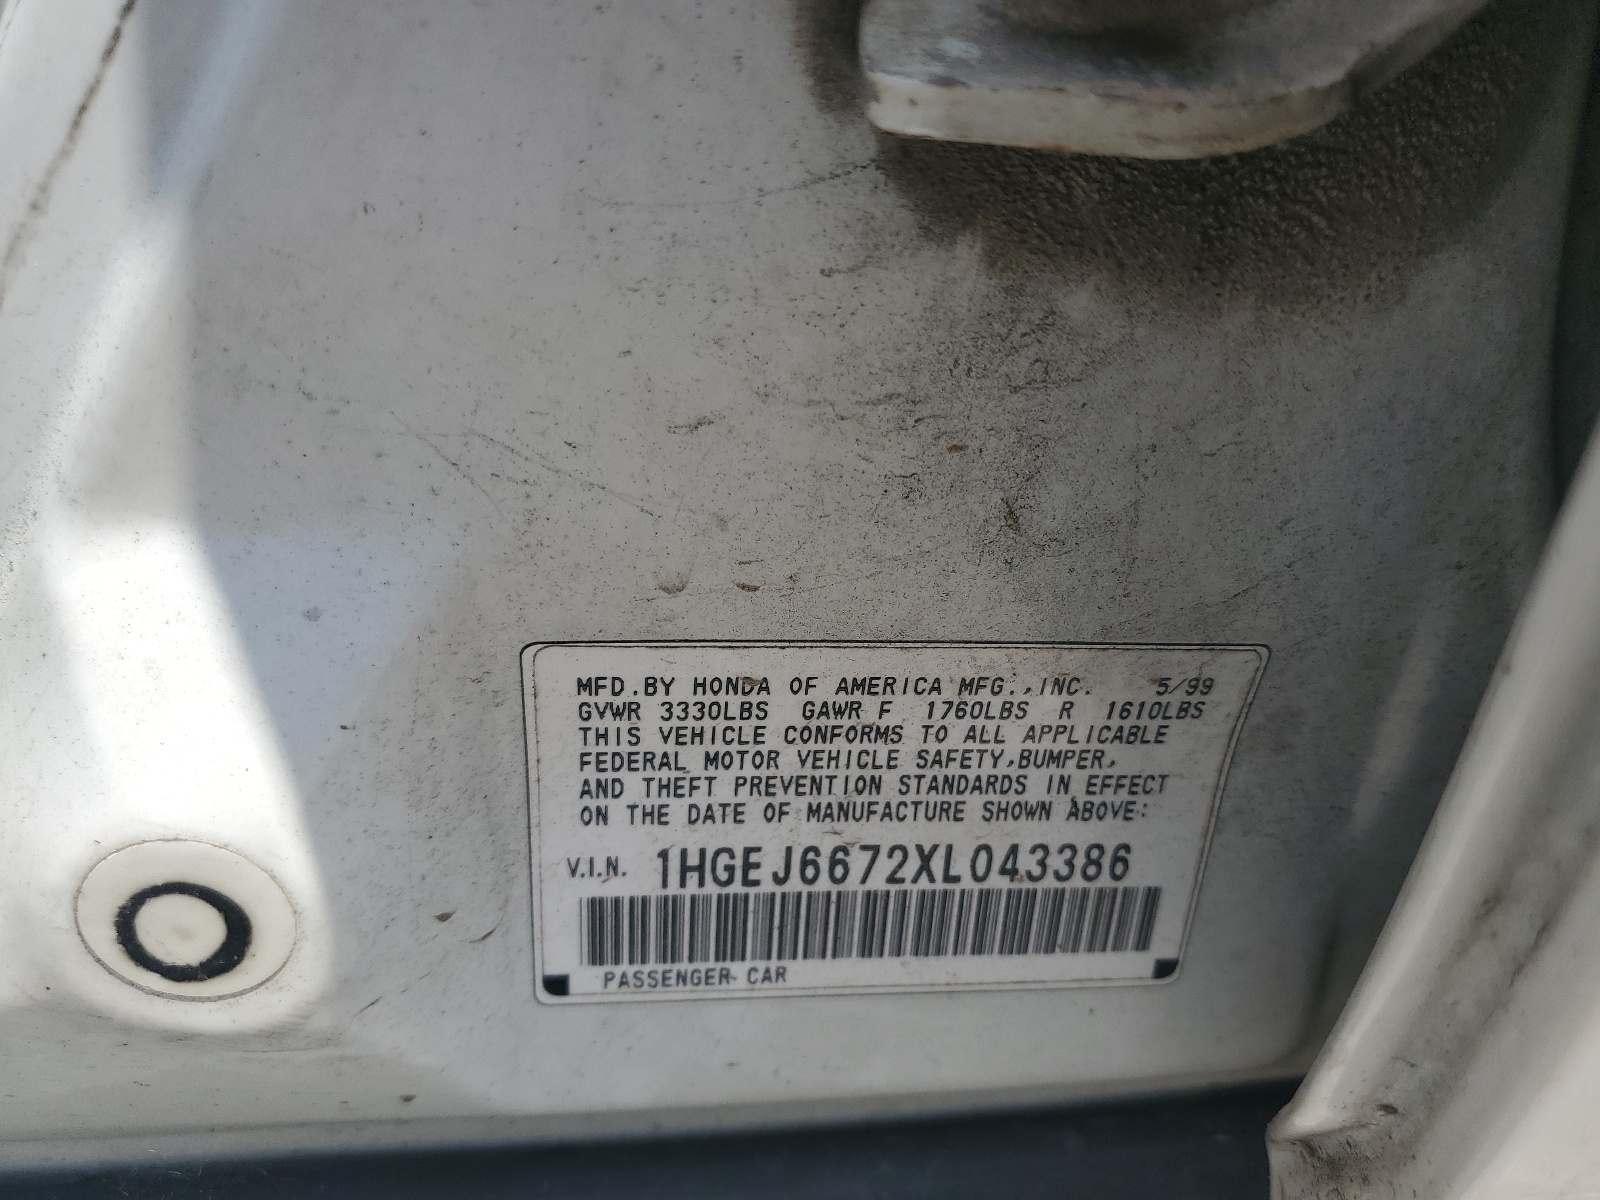 MFD.BY HONDA OF AMERICA MFG.,INC. 5/99
GVWR 3330LBS GAWR F 1760LBS R 1610LBS
THIS VEHICLE CONFORMS TO ALL APPLICABLE
FEDERAL MOTOR VEHICLE SAFETY,BUMPER,
AND THEFT PREVENTION STANDARDS IN EFFECT
ON THE DATE OF MANUFACTURE SHOWN ABOVE:
V.I.N. 1HGEJ6672XL043386
PASSENGER CAR